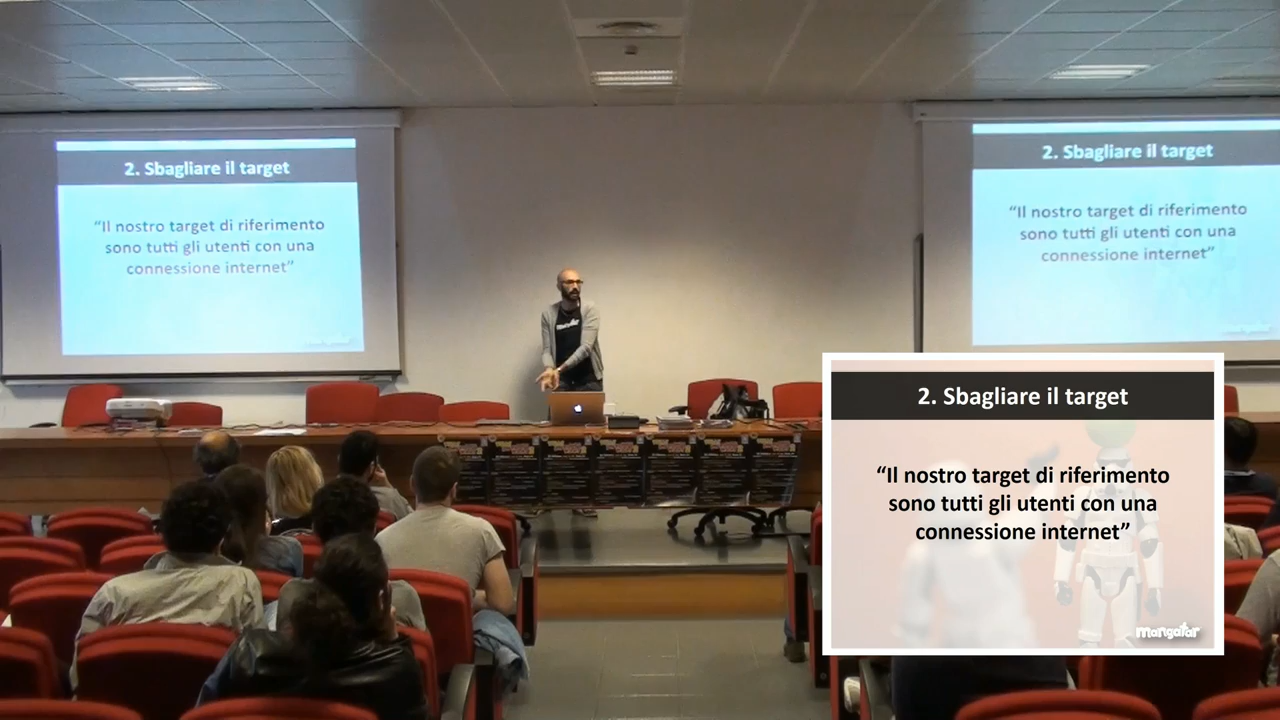 2. Sbagliare il target
“Il nostro target di riferimento
sono tutti gli utenti con una
connessione internet”
2. Sbagliare il target
“Il nostro target di riferimento
sono tutti gli utenti con una
connessione internet”
2. Sbagliare il target
“Il nostro target di riferimento
sono tutti gli utenti con una
connessione internet”
mangatar